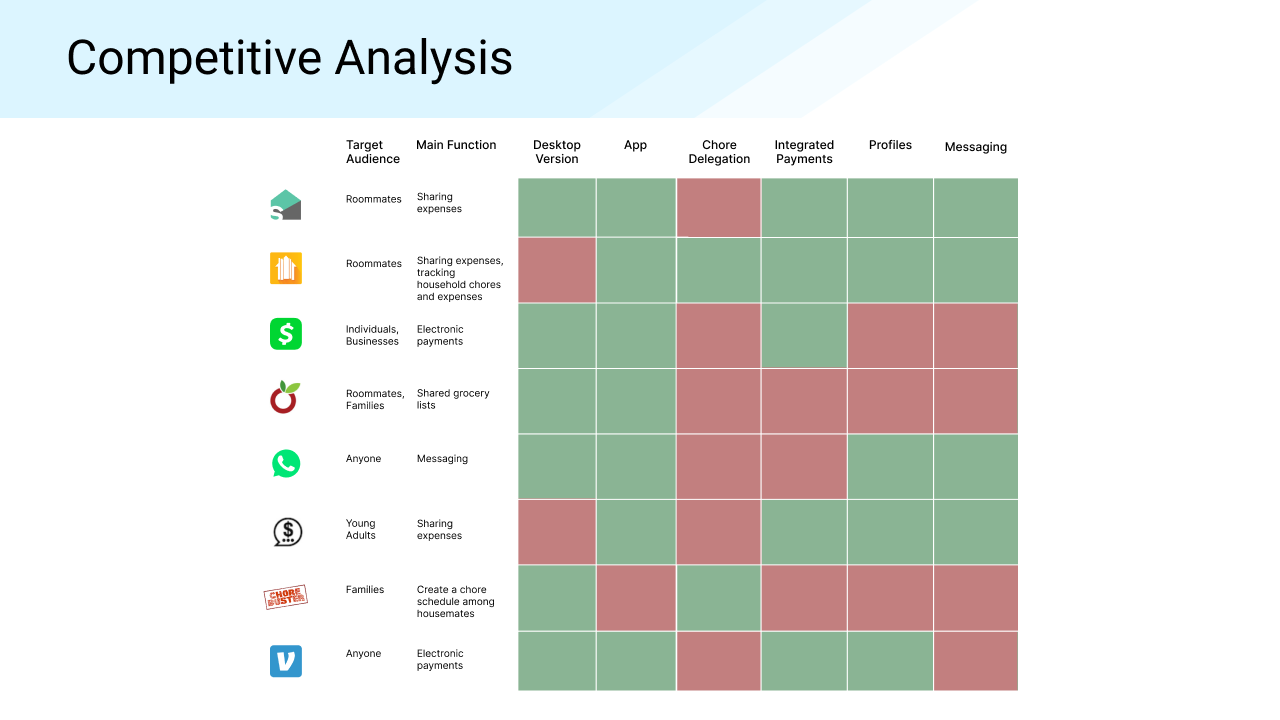 Competitive Analysis
Target
Audience
Main Function
Desktop
Version
App
Chore
Delegation
Integrated
Payments
Profiles
Messaging
S
Roommates
Sharing
expenses
Roommates
Sharing expenses,
tracking
household chores
and expenses
$
Individuals,
Businesses
Electronic
payments
Roommates,
Families
Shared grocery
lists
Anyone
Messaging
$
Young
Adults
Sharing
expenses
CHORE
BUSTER
Families
Create a chore
schedule among
housemates
V
Anyone
Electronic
payments